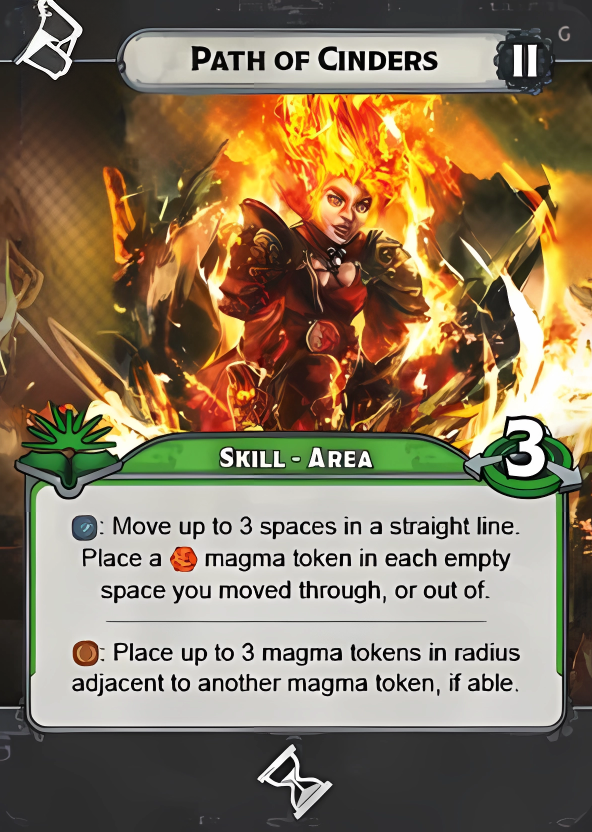 G
PATH OF CINDERS
II
SKILL - AREA
3
: Move up to 3 spaces in a straight line.
Place a magma token in each empty
space you moved through, or out of.
: Place up to 3 magma tokens in radius
adjacent to another magma token, if able.